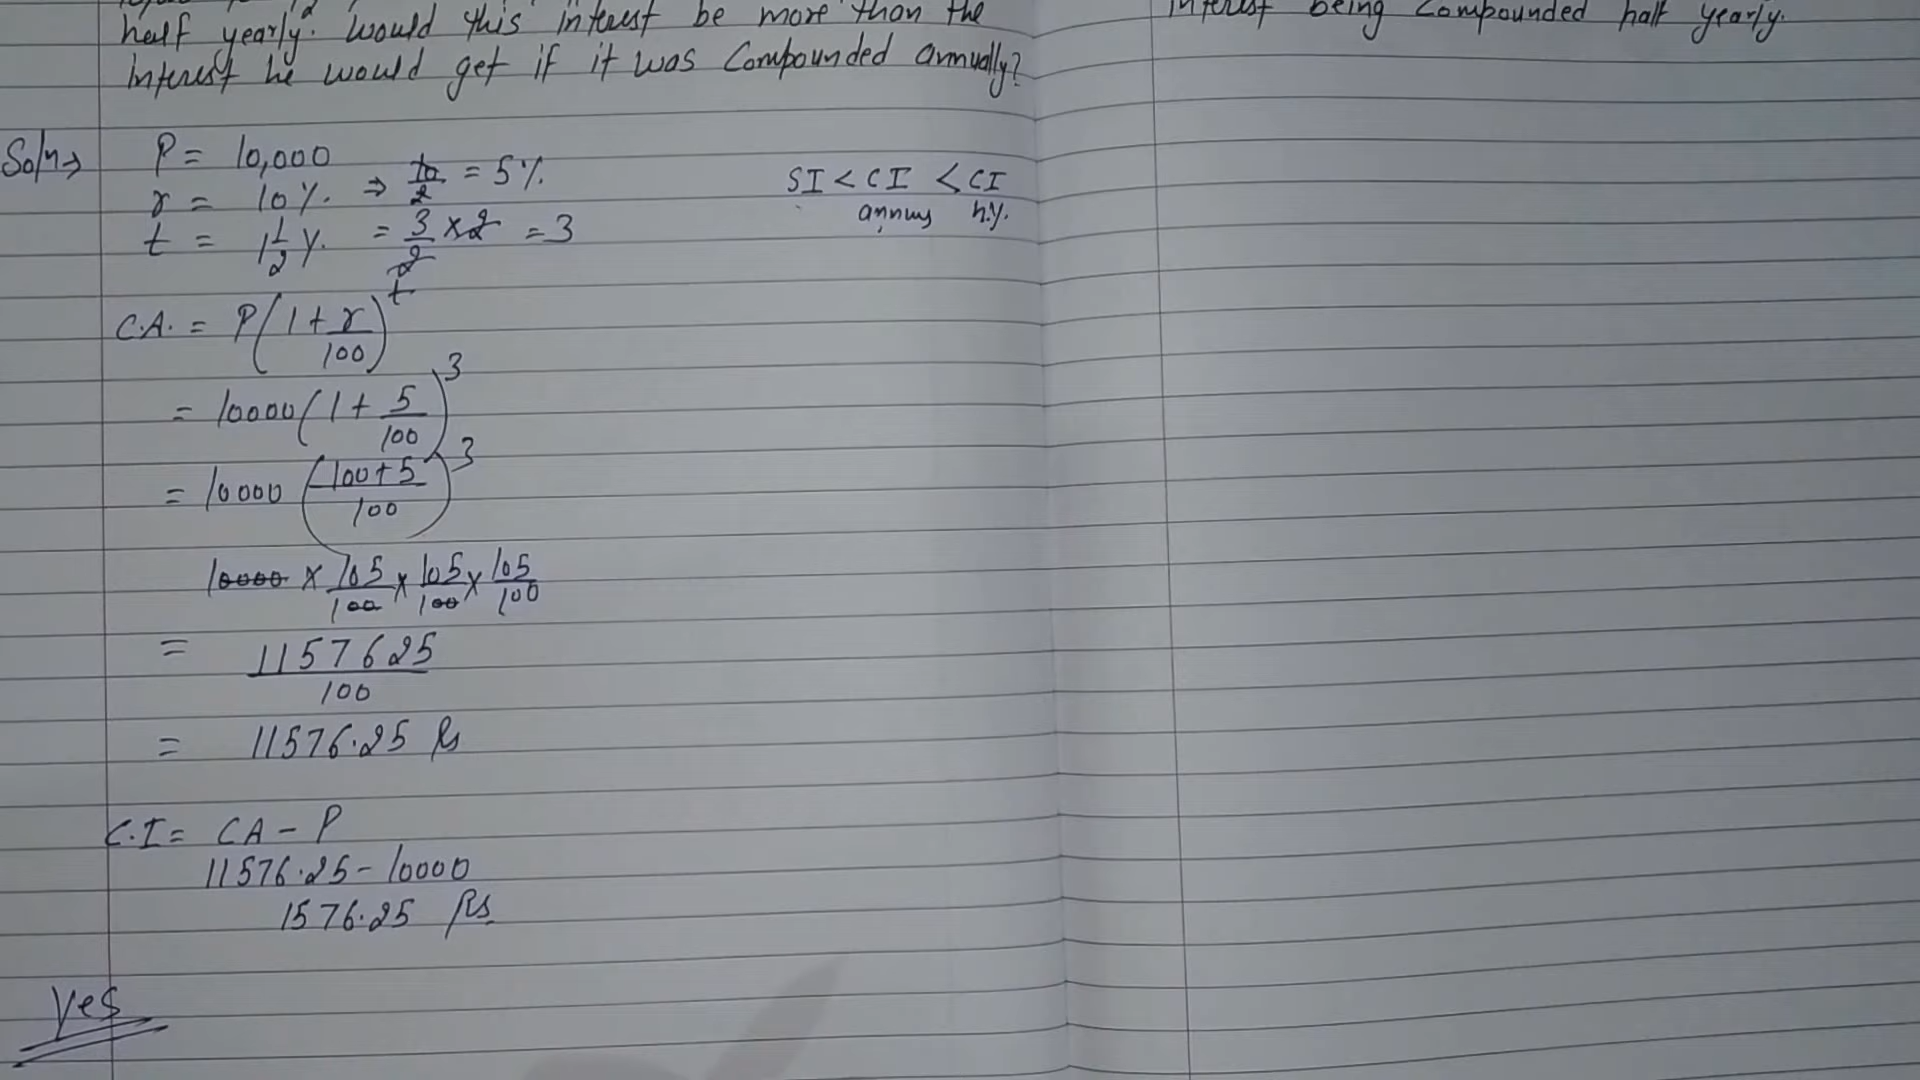 half yearly? Would this interest be more than the
interest he would get if it was Compounded annually?
Soln→ P = 10,000
r = 10 %. ⇒ 10/2 = 5%
t = 1 1/2 y. = 3/2 × 2 = 3
SI < CI < CI
h.y.
C.A. = P(1 + r/100)^t
= 10000(1 + 5/100)^3
= 10000 (100+5/100)^3
10000 × 105/100 × 105/100 × 105/100
= 1157625/100
= 11576.25 Rs
C.I = CA - P
11576.25 - 10000
1576.25 Rs
Yes
interest being Compounded half yearly.